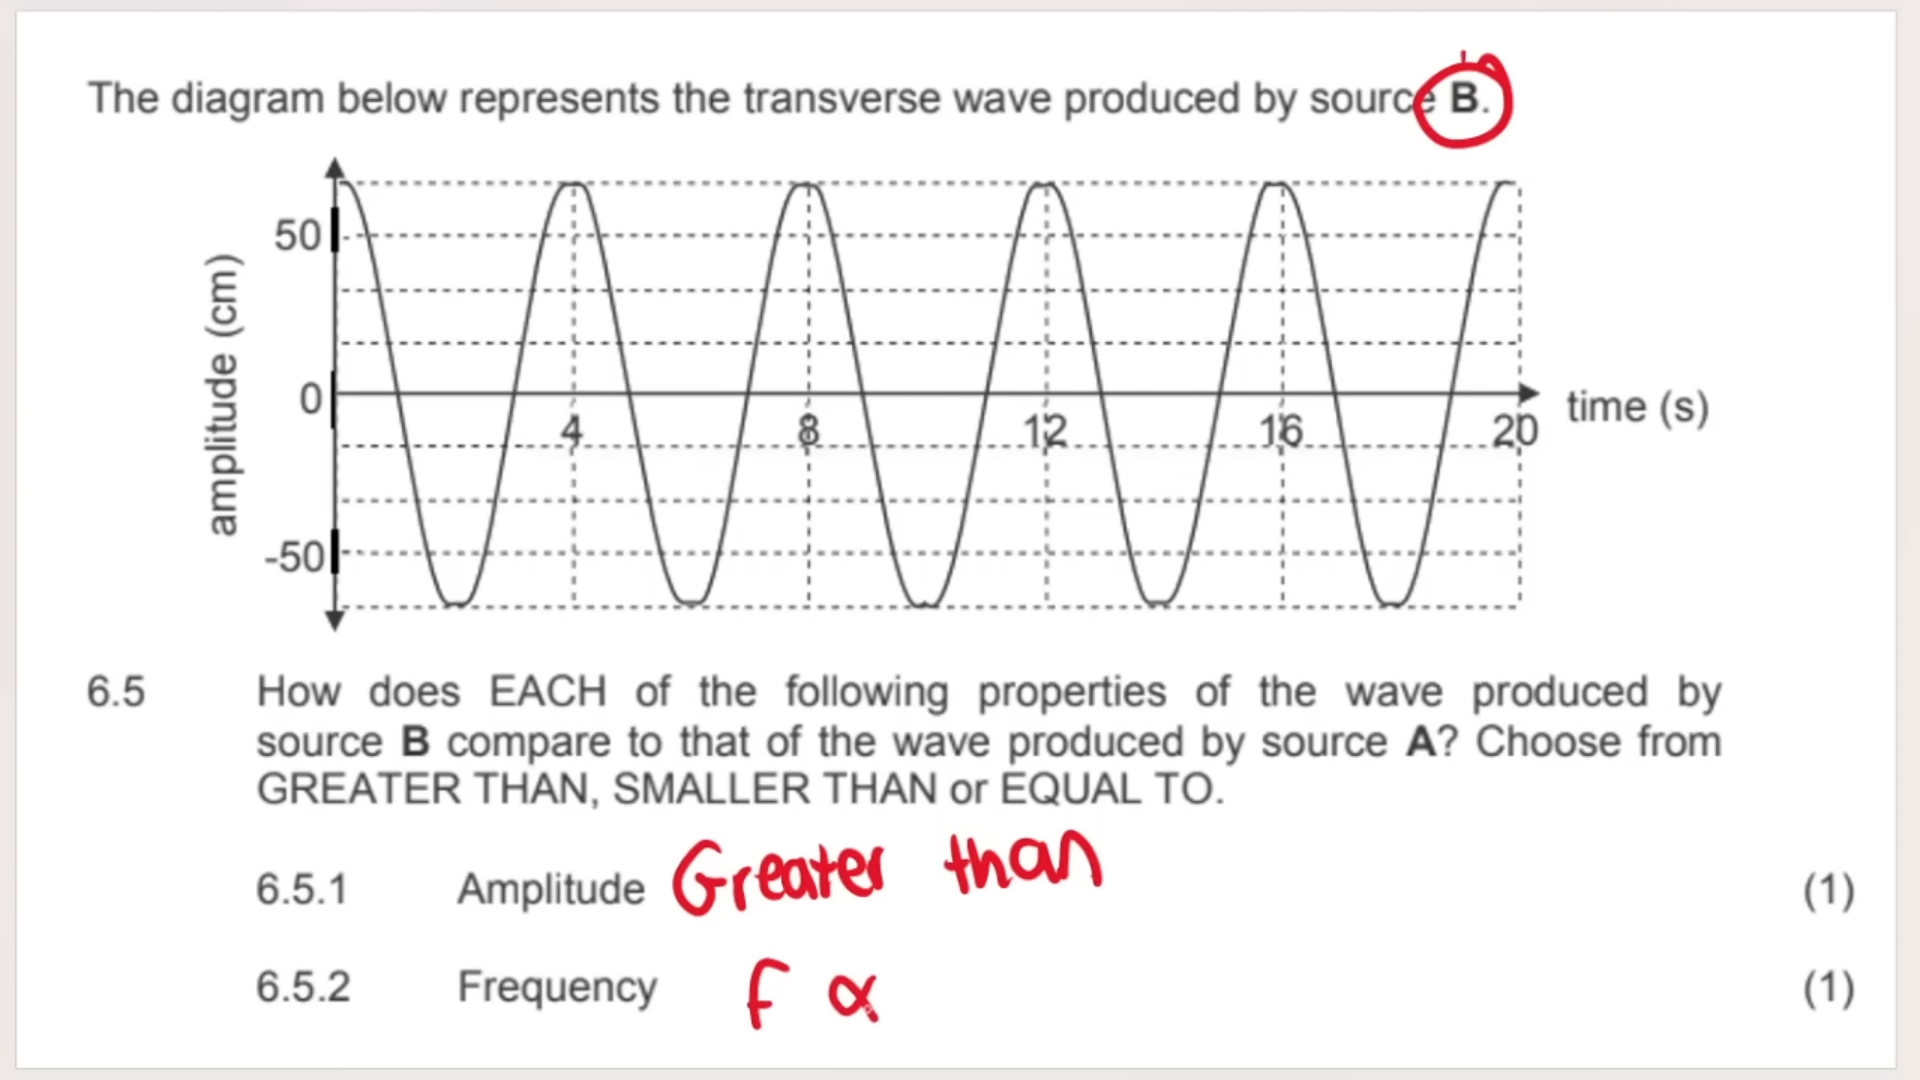 The diagram below represents the transverse wave produced by source B.
50
0
-50
amplitude (cm)
4 8 12 16 20
time (s)
6.5 How does EACH of the following properties of the wave produced by
source B compare to that of the wave produced by source A? Choose from
GREATER THAN, SMALLER THAN or EQUAL TO.
6.5.1 Amplitude Greater than (1)
6.5.2 Frequency f α (1)